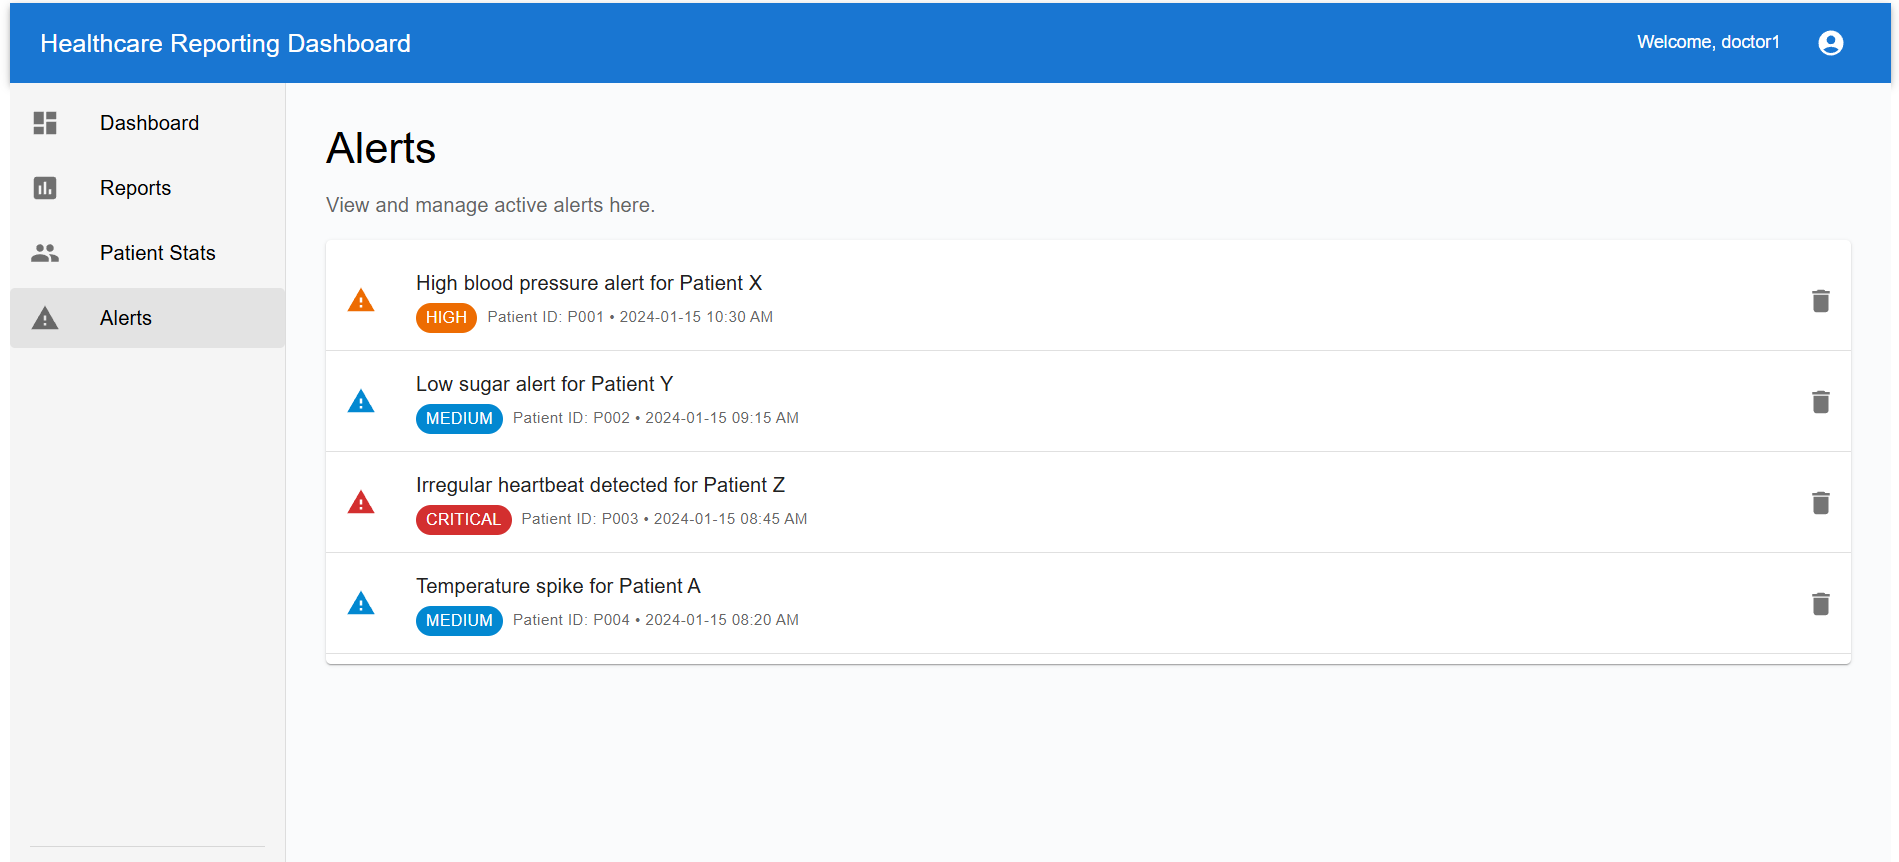 Healthcare Reporting Dashboard
Welcome, doctor1
Dashboard
Reports
Patient Stats
Alerts
Alerts
View and manage active alerts here.
High blood pressure alert for Patient X
HIGH Patient ID: P001 • 2024-01-15 10:30 AM
Low sugar alert for Patient Y
MEDIUM Patient ID: P002 • 2024-01-15 09:15 AM
Irregular heartbeat detected for Patient Z
CRITICAL Patient ID: P003 • 2024-01-15 08:45 AM
Temperature spike for Patient A
MEDIUM Patient ID: P004 • 2024-01-15 08:20 AM